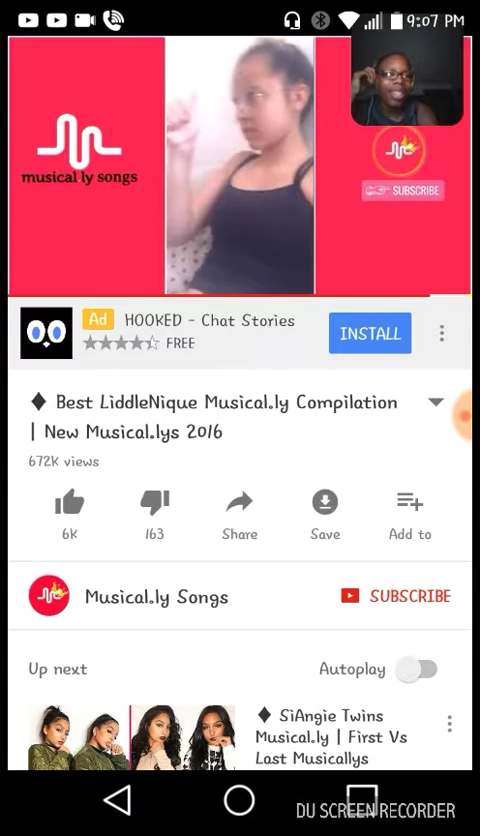 9:07 PM
musical·ly songs
SUBSCRIBE
Ad HOOKED - Chat Stories
FREE
INSTALL
♦ Best LiddleNique Musical.ly Compilation
| New Musical.lys 2016
672K views
6K
163
Share
Save
Add to
Musical.ly Songs
SUBSCRIBE
Up next
Autoplay
♦ SiAngie Twins
Musical.ly | First Vs
Last Musicallys
DU SCREEN RECORDER